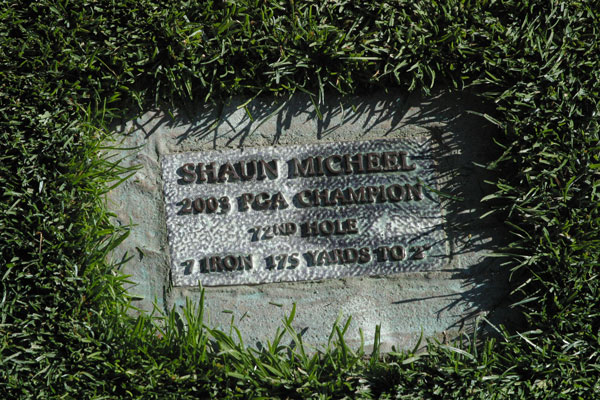 SHAUN MICHEEL
2003 PGA CHAMPION
72ND HOLE
7 IRON 175 YARDS TO 2"